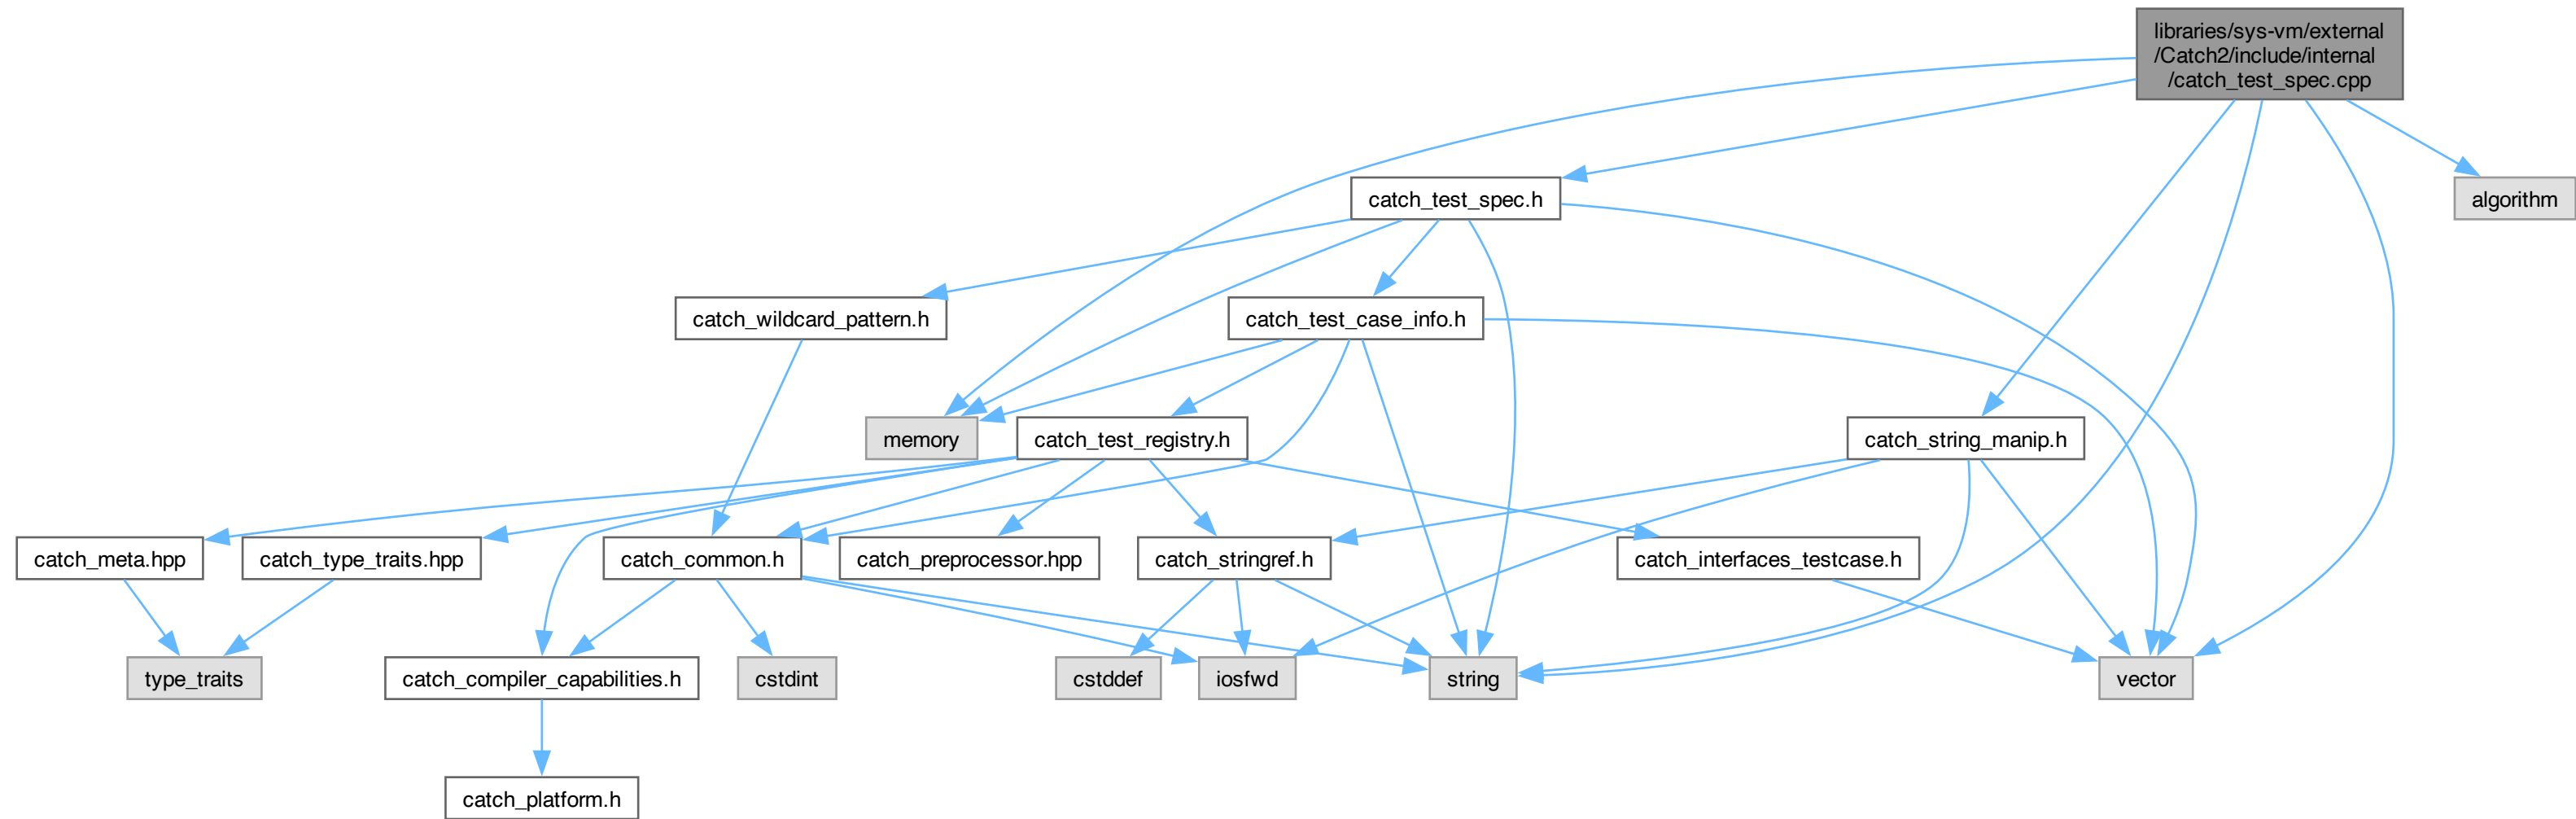 libraries/sys-vm/external
/Catch2/include/internal
/catch_test_spec.cpp
catch_test_spec.h
algorithm
catch_wildcard_pattern.h
catch_test_case_info.h
memory
catch_test_registry.h
catch_string_manip.h
catch_meta.hpp
catch_type_traits.hpp
catch_common.h
catch_preprocessor.hpp
catch_stringref.h
catch_interfaces_testcase.h
type_traits
catch_compiler_capabilities.h
cstdint
cstddef
iosfwd
string
vector
catch_platform.h